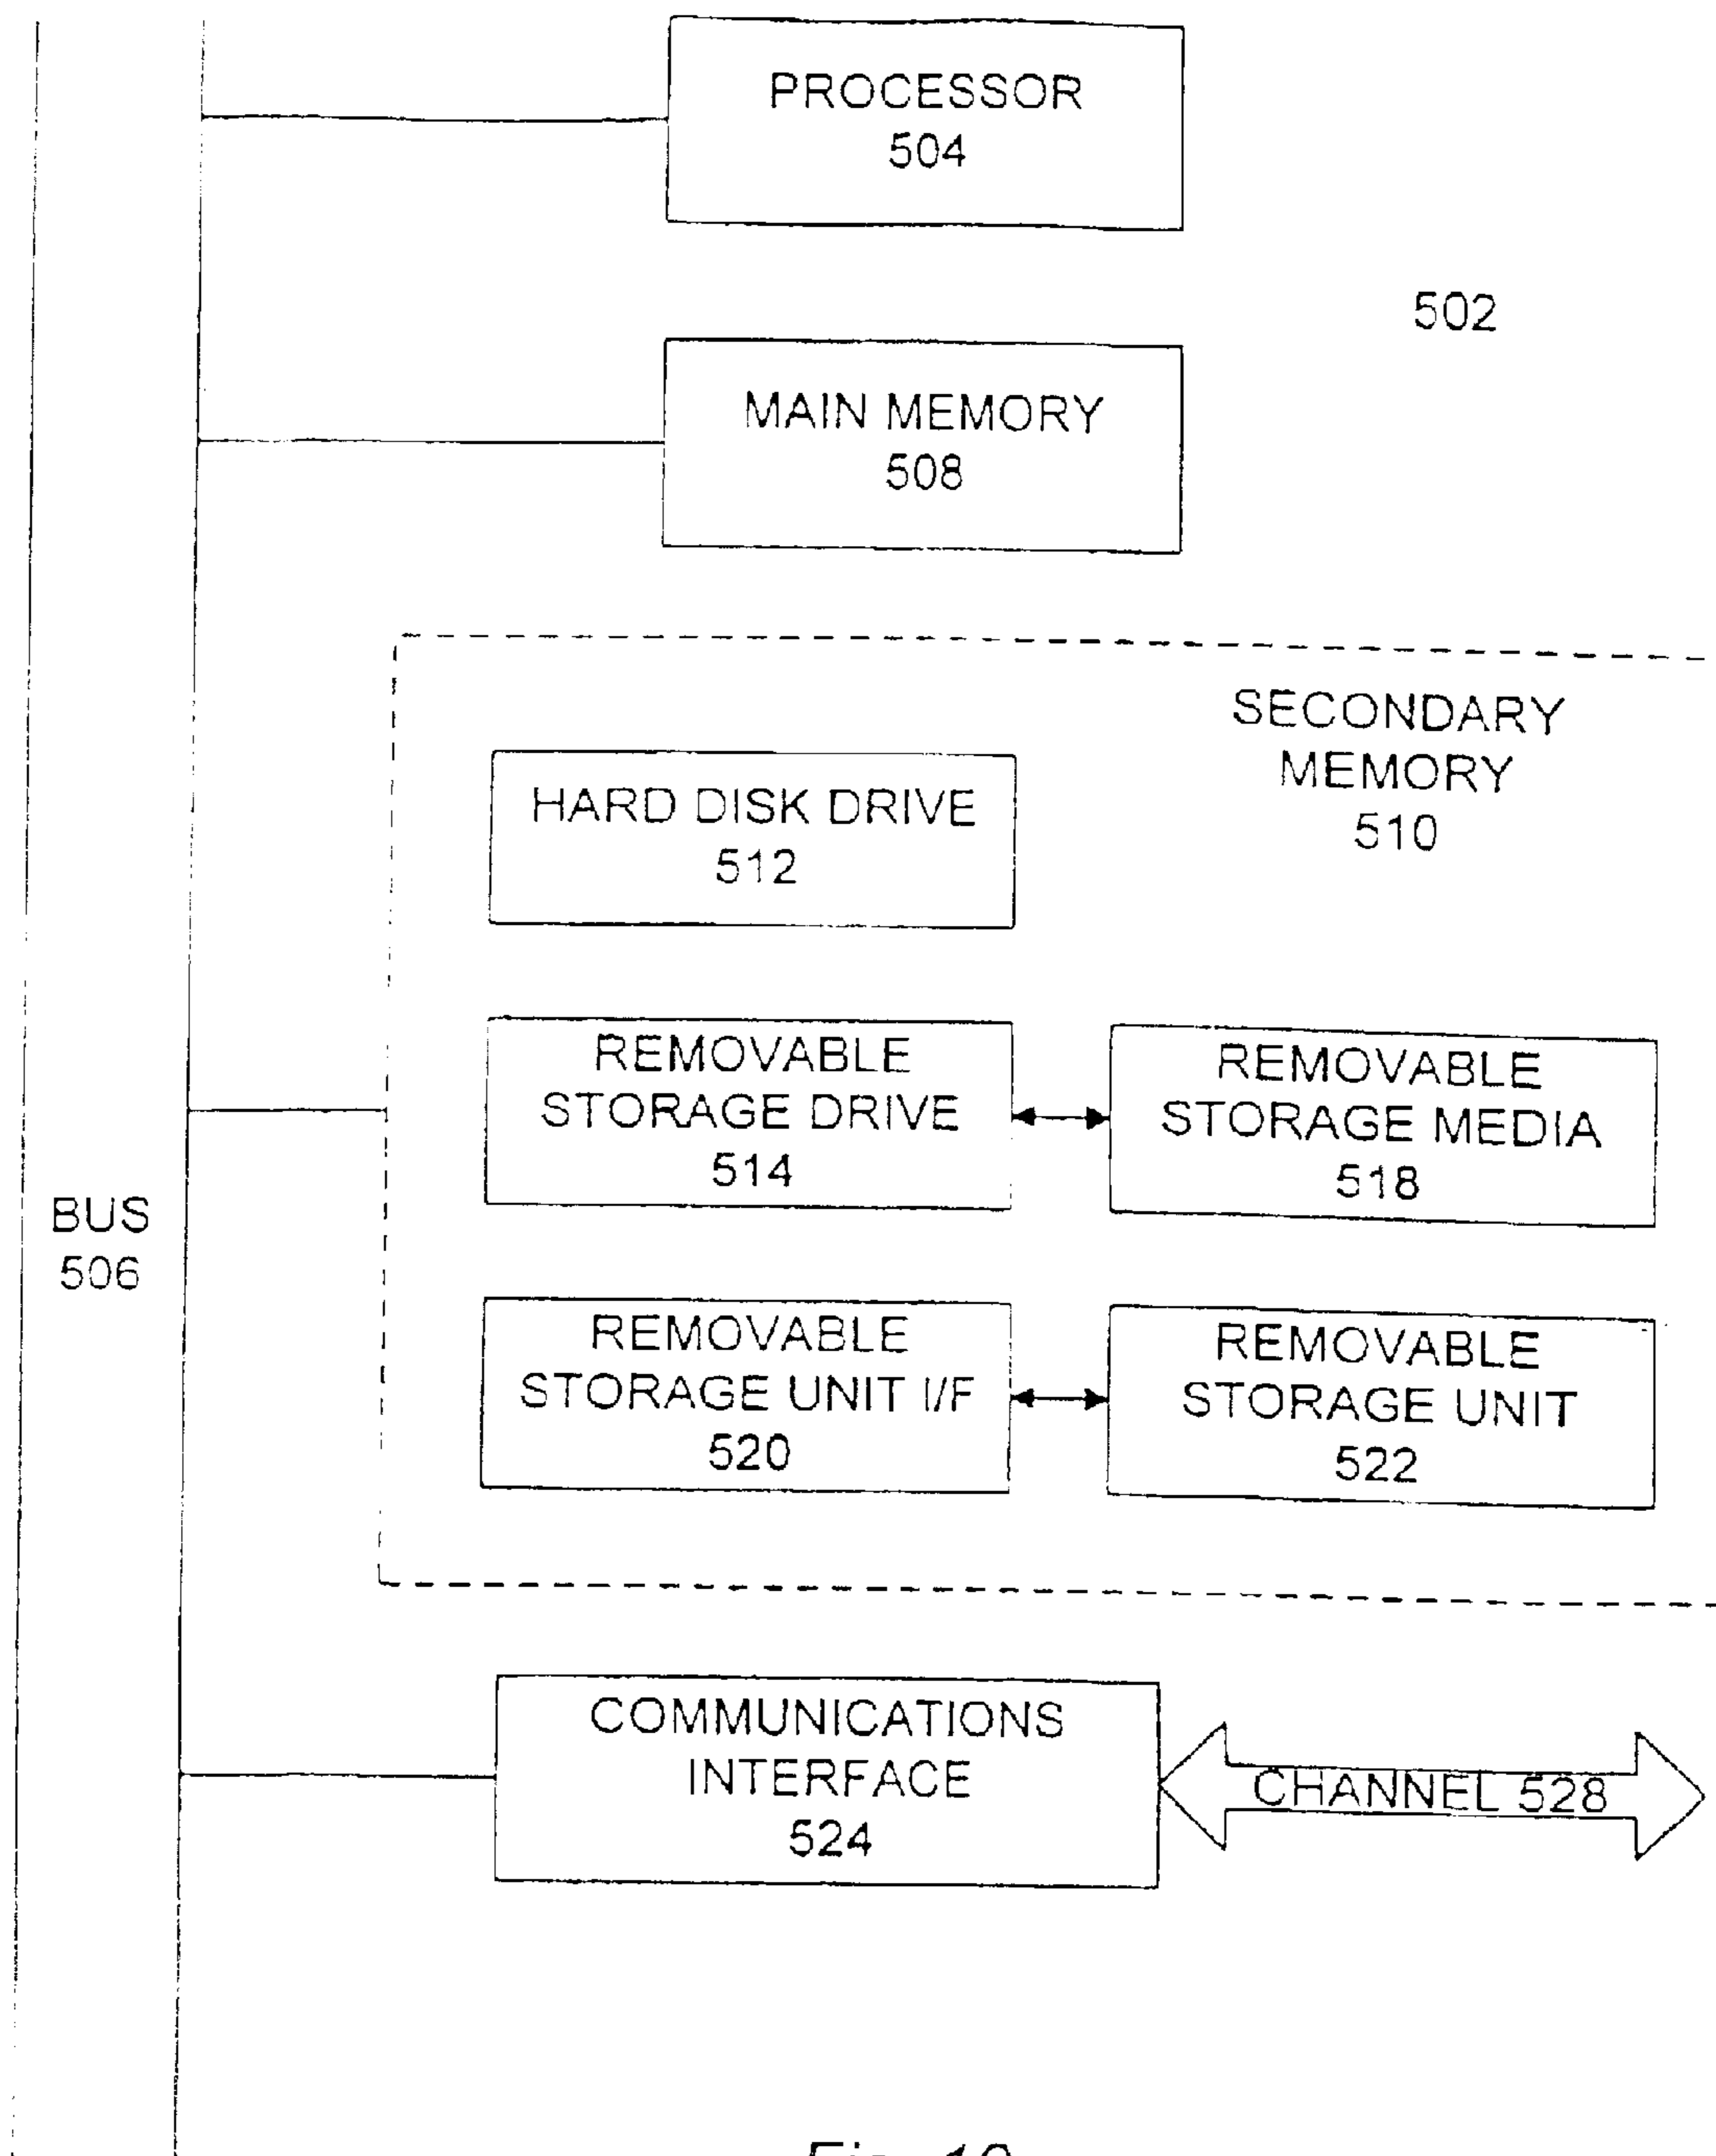 PROCESSOR
504
502
MAIN MEMORY
508
SECONDARY
MEMORY
510
HARD DISK DRIVE
512
REMOVABLE
STORAGE DRIVE
514
REMOVABLE
STORAGE MEDIA
518
BUS
506
REMOVABLE
STORAGE UNIT I/F
520
REMOVABLE
STORAGE UNIT
522
COMMUNICATIONS
INTERFACE
524
CHANNEL 528